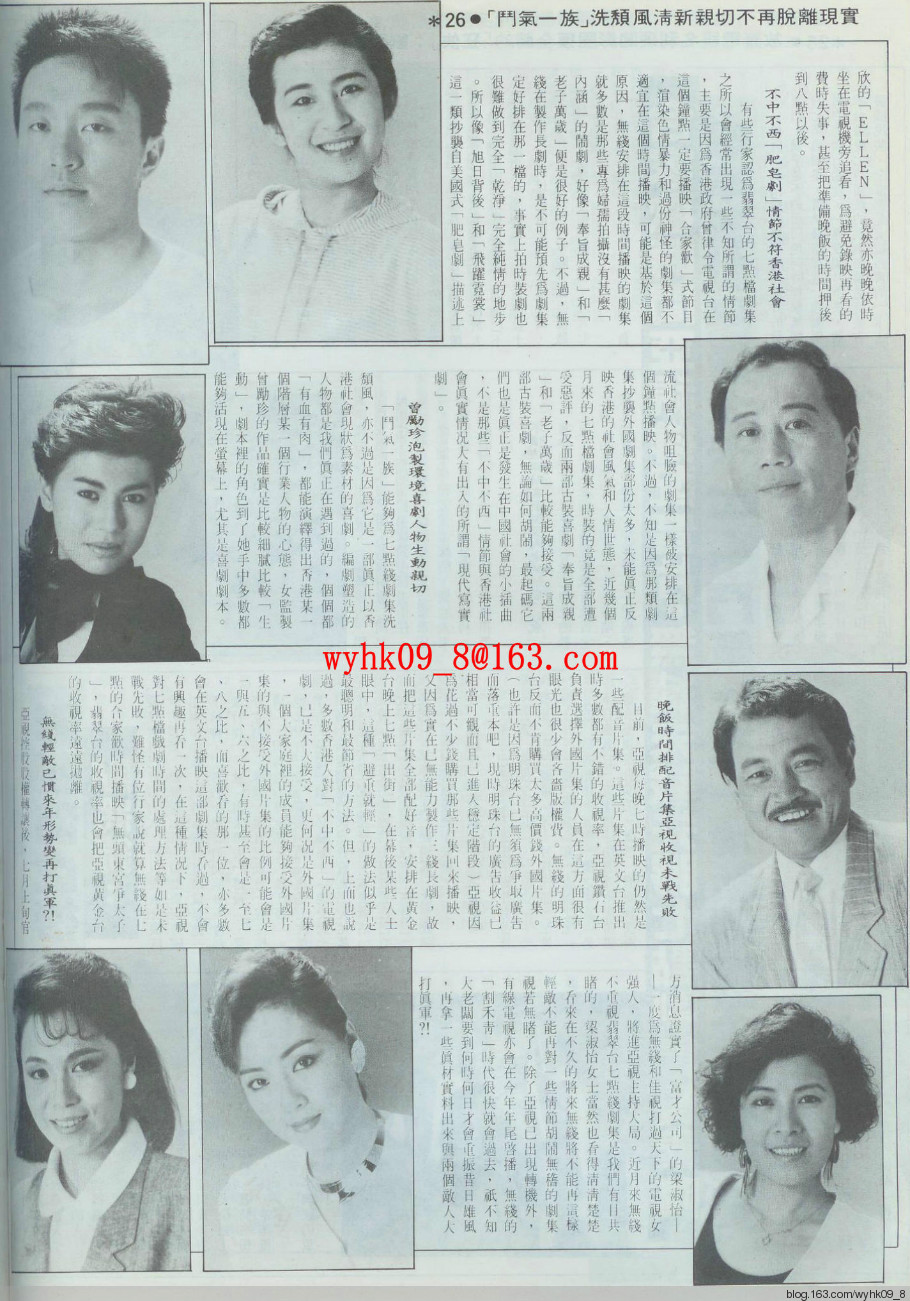 *26●「鬥氣一族」洗頹風淸新親切不再脫離現實
欣的「ELLEN」，竟然亦晚晚依時
坐在電視機旁追看，爲避免錄映再看的
費時失事，甚至把準備晚飯的時間押後
到八點以後。
不中不西「肥皂劇」情節不符香港社會
有些行家認爲翡翠台的七點檔劇集
之所以會經常出現一些不知所謂的情節
，主要是因爲香港政府曾律令電視台在
這個鐘點一定要播映「合家歡」式節目
，渲染色情暴力和過份神怪的劇集都不
適宜在這個時間播映，可能是基於這個
原因，無綫安排在這段時間播映的劇集
就多數是那些專爲婦孺拍攝沒有甚麼「
內涵」的鬧劇，好像「奉旨成親」和「
老子萬歲」便是很好的例子。不過，無
綫在製作長劇時，是不可能預先爲劇集
定好排在那一檔的，事實上拍時裝劇也
很難做到完全「乾淨」完全純情的地步
。所以像「旭日背後」和「飛躍霓裳」
這一類抄襲自美國式「肥皂劇」描述上
流社會人物咀臉的劇集一樣被安排在這
個鐘點播映。不過，不知是因爲那類劇
集抄襲外國劇集部份太多，未能眞正反
映香港的社會風氣和人情世態，近幾個
月來的七點檔劇集，時裝的竟是全部遭
受惡評，反而兩部古裝喜劇「奉旨成親
」和「老子萬歲」比較能夠接受。這兩
部古裝喜劇，無論如何胡鬧，最起碼它
們也是眞正是發生在中國社會的小插曲
，不是那些「不中不西」情節與香港社
會眞實情况大有出入的所謂「現代寫實
劇」。
曾勵珍泡製環境喜劇人物生動親切
「鬥氣一族」能夠爲七點綫劇集洗
頹風，亦不過是因爲它是一部眞正以香
港社會現狀爲素材的喜劇。編劇塑造的
人物都是我們眞正在遇到過的，個個都
「有血有肉」，都能演繹得出香港某一
個階層某一個行業人物的心態，女監製
曾勵珍的作品確實是比較細膩比較「生
動」，劇本裡的角色到了她手中多數都
能夠活現在螢幕上，尤其是喜劇劇本。
晚飯時間排配音片集亞視收視未戰先敗
目前，亞視每晚七時播映的仍然是
一些配音片集。這些片集在英文台推出
時多數都有不錯的收視率，亞視鑽石台
負責選擇外國片集的人員在這方面很有
眼光也很少會吝嗇版權費。無綫的明珠
台反而不肯購買太多高價錢外國片集。
（也許是因爲明珠台已無須爲爭取廣告
而落重本吧，現時明珠台的廣告收益已
相當可觀而且已進入穩定階段）亞視因
爲花過不少錢購買那些片集回來播映，
又因爲實在已無能力製作三綫長劇，故
而把這些片集全部配好音，安排在黃金
台晚上七點「出街」，在幕後某些人士
眼中，這種「避重就輕」的做法似乎是
最聰明和最節省的方法。但，上面也說
過，多數香港人對「不中不西」的電視
劇，已是不大接受，更何况是外國片集
，一個大家庭裡的成員能夠接受外國片
集的與不接受外國片集的比例可能會是
一與五、六之比，有時甚至會是一至七
、八之比，而喜歡看的那一位，亦多數
會在英文台播映這部劇集時看過，不會
有興趣再看一次，在這種情况下，亞視
對七點檔戲劇時間的處理方法等如是未
戰先敗，難怪有位行家說就算無綫在七
點的合家歡時間播映「無頭東宮爭太子
」，翡翠台的收視率也會把亞視黃金台
的收視率遠遠拋離。
無綫輕敵已慣來年形勢變再打眞軍？！
亞視控股股權轉讓後，七月上旬官
方消息證實了「富才公司」的梁淑怡—
—一度爲無綫和佳視打過天下的電視女
强人，將進亞視主持大局。近月來無綫
不重視翡翠台七點綫劇集是我們有目共
睹的，梁淑怡女士當然也看得淸淸楚楚
，看來在不久的將來無綫將不能再這樣
輕敵不能再對一些情節胡鬧無稽的劇集
視若無睹了。除了亞視已出現轉機外，
有線電視亦會在今年年尾啓播，無綫的
「割禾靑」時代很快就會過去，祇不知
大老闆要到何時何日才會重振昔日雄風
，再拿一些眞材實料出來與兩個敵人大
打眞軍？！
wyhk09_8@163.com
blog.163.com/wyhk09_8